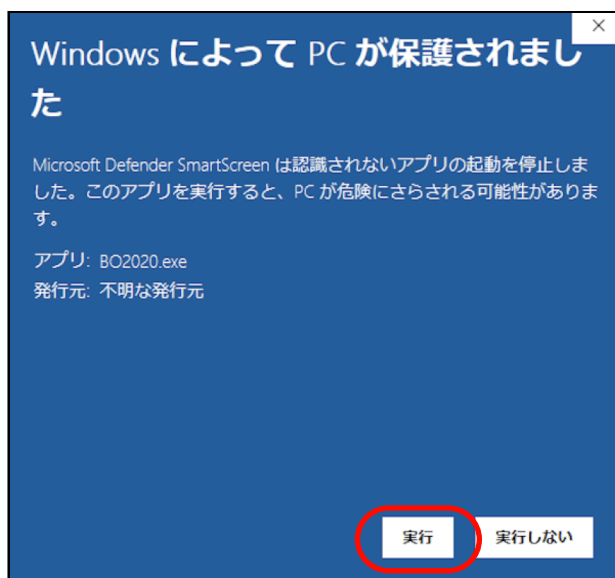 Windows によって PC が保護されまし
た
Microsoft Defender SmartScreen は認識されないアプリの起動を停止しま
した。このアプリを実行すると、PC が危険にさらされる可能性がありま
す。
アプリ: BO2020.exe
発行元: 不明な発行元
実行
実行しない